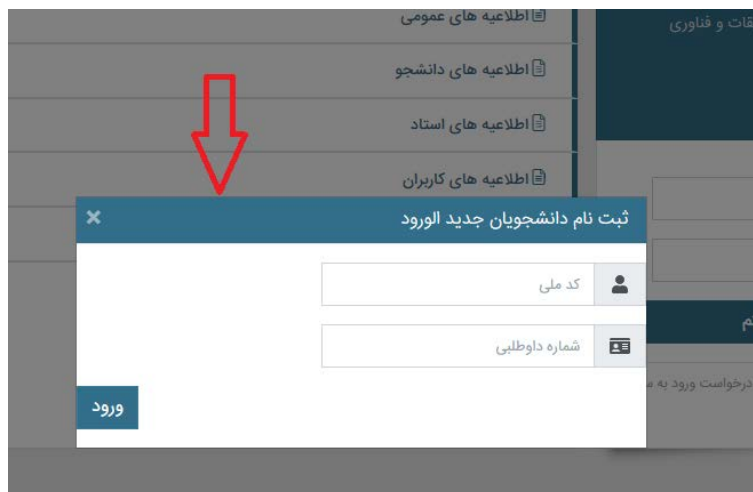 اطلاعیه های عمومی
اطلاعیه های دانشجو
اطلاعیه های استاد
اطلاعیه های کاربران
و فناوری
ثبت نام دانشجویان جدید الورود
کد ملی
شماره داوطلبی
ورود
درخواست ورود به